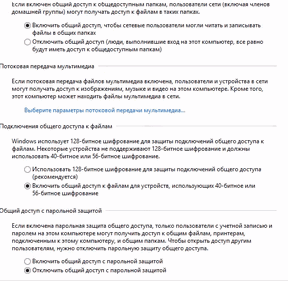 Если включен общий доступ к общедоступным папкам, пользователи сети (включая членов
домашней группы) могут получать доступ к файлам в таких папках.
Включить общий доступ, чтобы сетевые пользователи могли читать и записывать
файлы в общих папках
Отключить общий доступ (люди, выполнившие вход на этот компьютер, все равно
будут иметь доступ к общедоступным папкам)
Потоковая передача мультимедиа
Если потоковая передача файлов мультимедиа включена, пользователи и устройства в сети
могут получать доступ к изображениям, музыке и видео на этом компьютере. Кроме того,
этот компьютер может находить файлы мультимедиа в сети.
Выберите параметры потоковой передачи мультимедиа...
Подключения общего доступа к файлам
Windows использует 128-битное шифрование для защиты подключений общего доступа к
файлам. Некоторые устройства не поддерживают 128-битное шифрование и должны
использовать 40-битное или 56-битное шифрование.
Использовать 128-битное шифрование для защиты подключений общего доступа
(рекомендуется)
Включить общий доступ к файлам для устройств, использующих 40-битное или
56-битное шифрование
Общий доступ с парольной защитой
Если включена парольная защита общего доступа, только пользователи с учетной записью и
паролем на этом компьютере могут получить доступ к общим файлам, принтерам,
подключенным к этому компьютеру, и общим папкам. Чтобы открыть доступ другим
пользователям, нужно отключить парольную защиту общего доступа.
Включить общий доступ с парольной защитой
Отключить общий доступ с парольной защитой